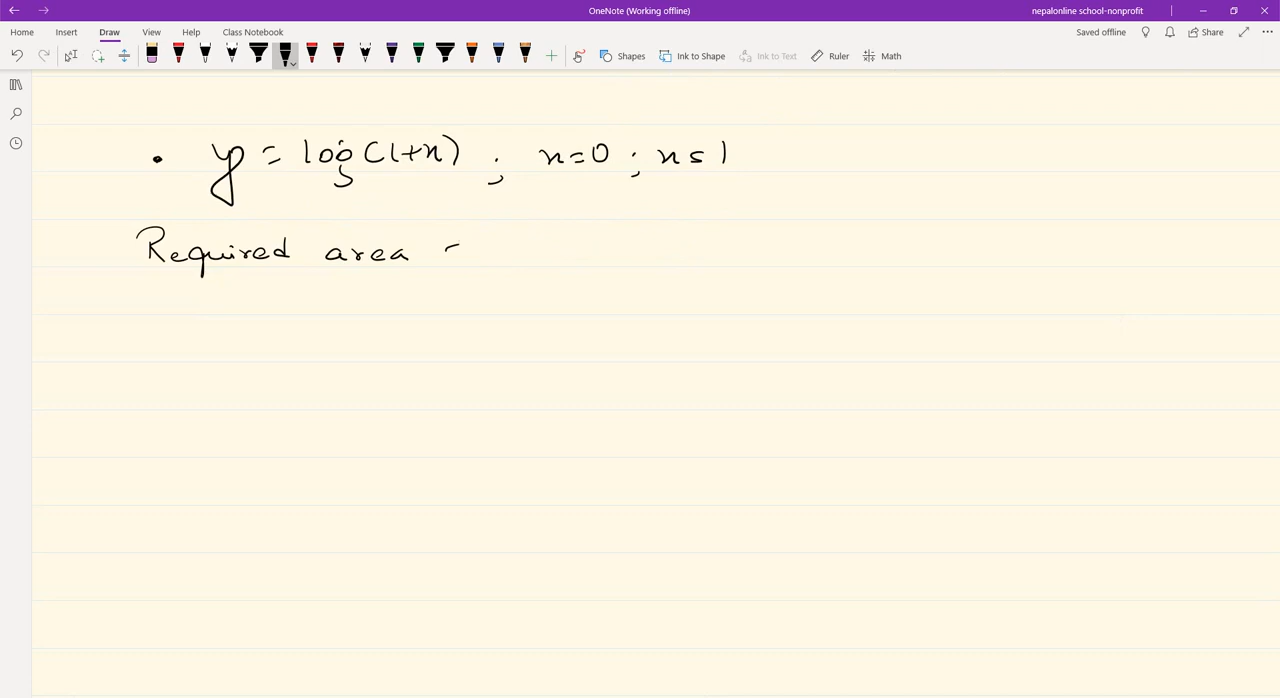 OneNote (Working offline)
nepalonline school-nonprofit
Home Insert Draw View Help Class Notebook
Saved offline Share
Shapes Ink to Shape Ink to Text Ruler Math
• y = log(1+x) ; x=0 ; x=1
Required area =